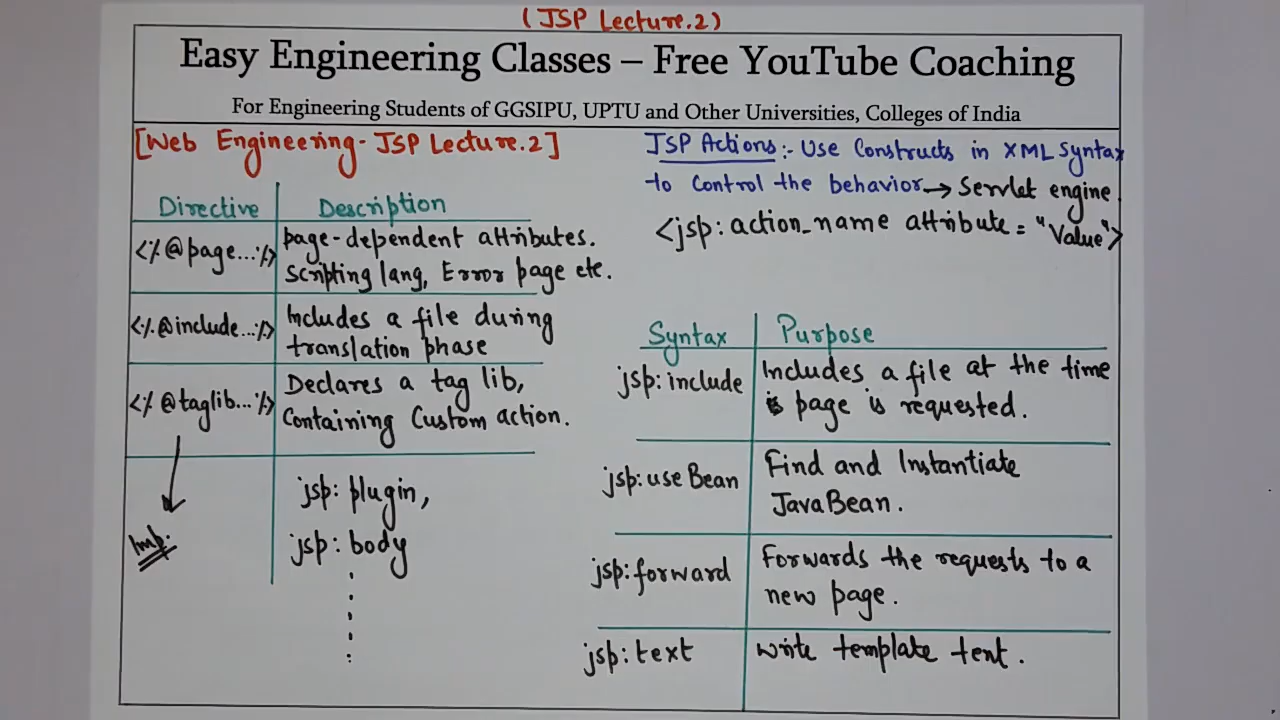 (JSP Lecture.2)
Easy Engineering Classes – Free YouTube Coaching
For Engineering Students of GGSIPU, UPTU and Other Universities, Colleges of India
[Web Engineering- JSP Lecture.2]
Directive Description
<%@page...%> page-dependent attributes.
scripting lang, Error page etc.
<%@include...%> Includes a file during
translation phase
<%@taglib...%> Declares a tag lib,
Containing Custom action.
Imp.
jsp: plugin,
jsp: body
JSP Actions:- Use Constructs in XML Syntax
to control the behavior → Servlet engine
<jsp: action_name attribute = "Value">
Syntax Purpose
jsp: include Includes a file at the time
page is requested.
jsp: use Bean Find and Instantiate
JavaBean.
jsp: forward Forwards the requests to a
new page.
jsp: text Write template text.